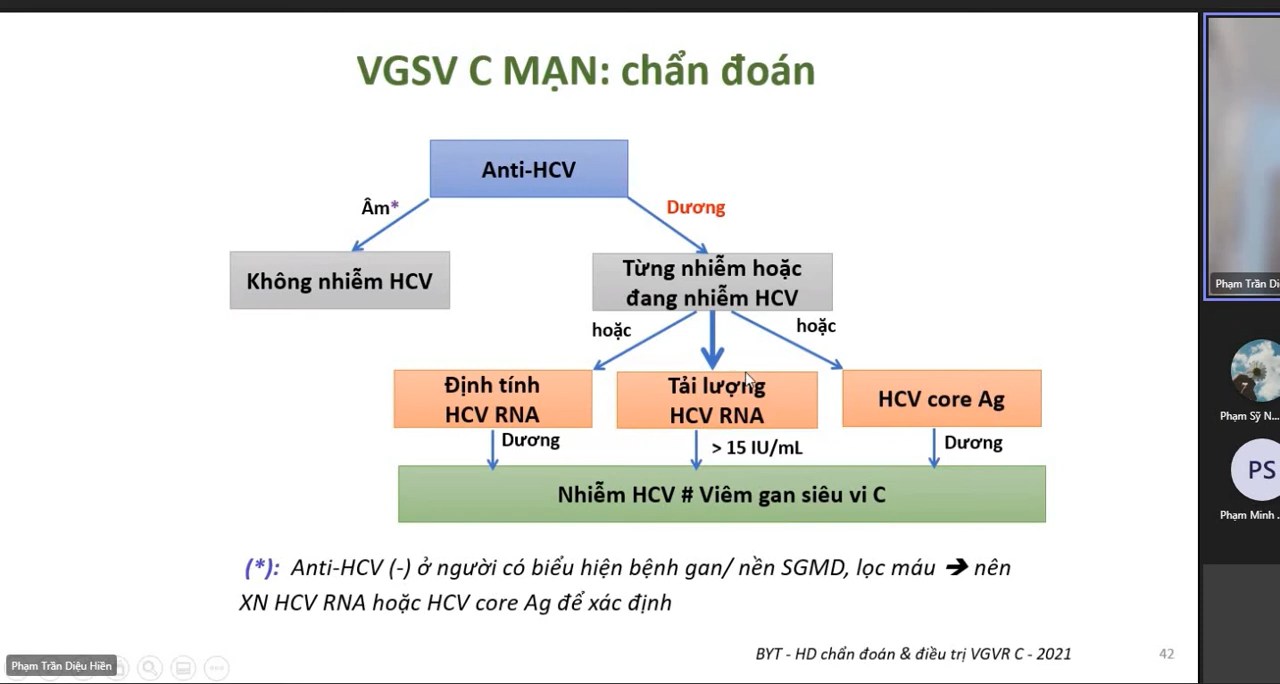 VGSV C MẠN: chẩn đoán
Anti-HCV
Âm*
Dương
Không nhiễm HCV
Từng nhiễm hoặc
đang nhiễm HCV
hoặc
hoặc
Định tính
HCV RNA
Tải lượng
HCV RNA
HCV core Ag
Dương
> 15 IU/mL
Dương
Nhiễm HCV # Viêm gan siêu vi C
(*): Anti-HCV (-) ở người có biểu hiện bệnh gan/ nền SGMD, lọc máu ➔ nên
XN HCV RNA hoặc HCV core Ag để xác định
BYT - HD chẩn đoán & điều trị VGVR C - 2021
42
Phạm Trần Diệu Hiền
Phạm Trần Di
Phạm Sỹ N...
PS
Phạm Minh ...